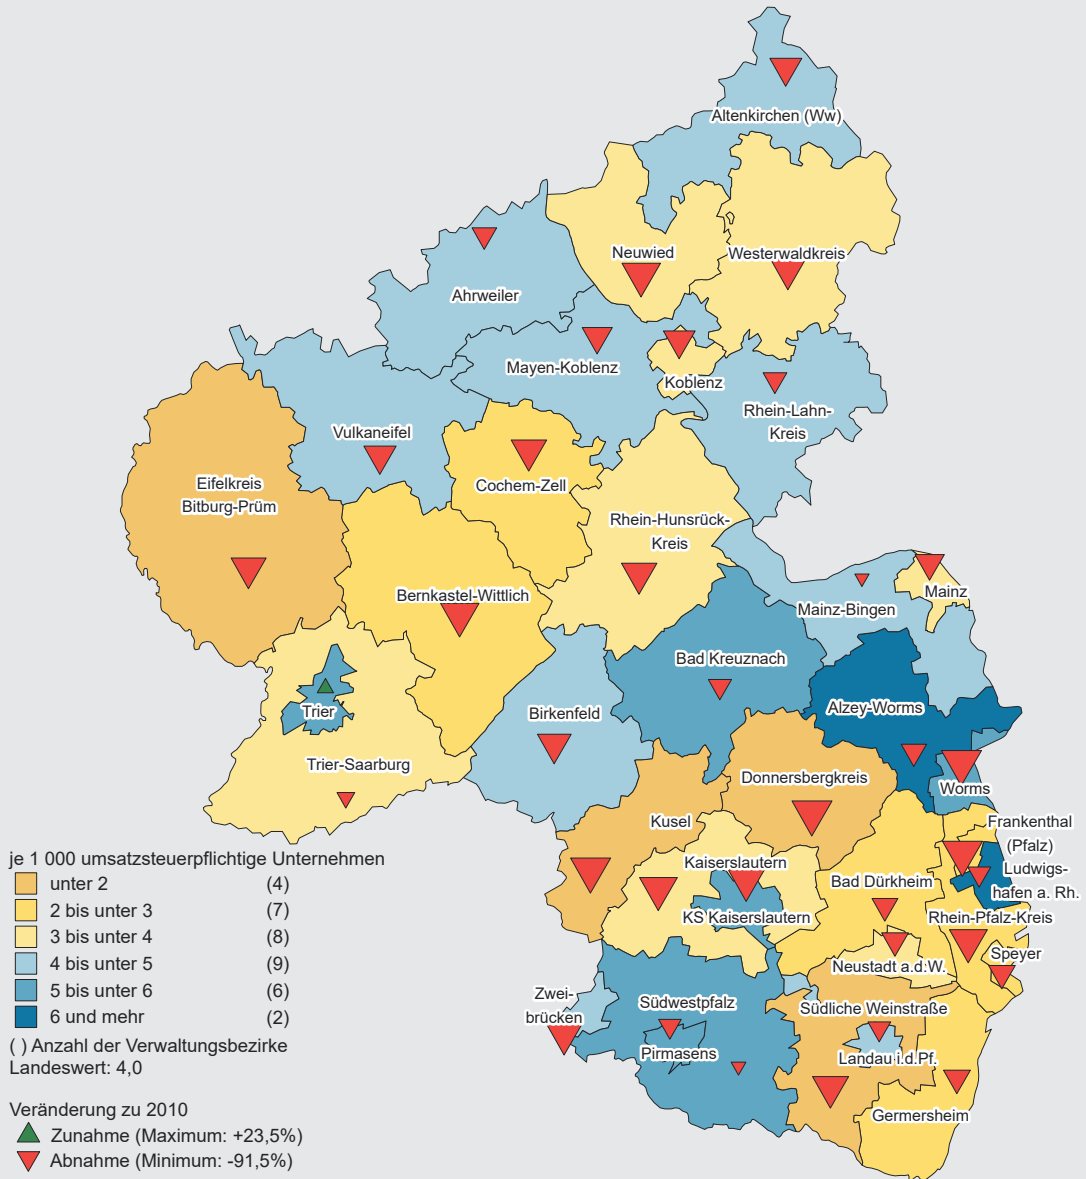 Altenkirchen (Ww)
Neuwied
Westerwaldkreis
Ahrweiler
Mayen-Koblenz
Koblenz
Rhein-Lahn-
Kreis
Vulkaneifel
Cochem-Zell
Eifelkreis
Bitburg-Prüm
Rhein-Hunsrück-
Kreis
Bernkastel-Wittlich
Mainz
Mainz-Bingen
Bad Kreuznach
Trier
Birkenfeld
Alzey-Worms
Trier-Saarburg
Donnersbergkreis
Worms
Kusel
Frankenthal
(Pfalz)
Ludwigs-
hafen a. Rh.
Kaiserslautern
Bad Dürkheim
KS Kaiserslautern
Rhein-Pfalz-Kreis
Speyer
Neustadt a.d.W.
Zwei-
brücken
Südwestpfalz
Südliche Weinstraße
Pirmasens
Landau i.d.Pf.
Germersheim
je 1 000 umsatzsteuerpflichtige Unternehmen
unter 2 (4)
2 bis unter 3 (7)
3 bis unter 4 (8)
4 bis unter 5 (9)
5 bis unter 6 (6)
6 und mehr (2)
( ) Anzahl der Verwaltungsbezirke
Landeswert: 4,0
Veränderung zu 2010
Zunahme (Maximum: +23,5%)
Abnahme (Minimum: -91,5%)